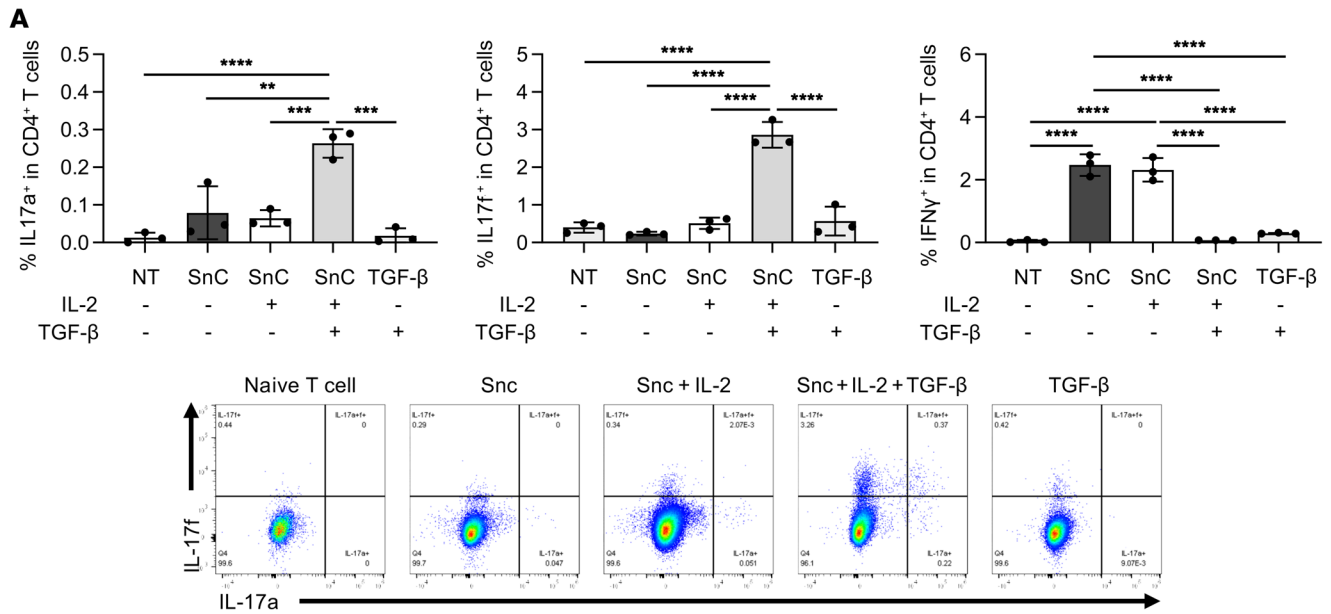 A
% IL17a⁺ in CD4⁺ T cells
0.5
0.4
0.3
0.2
0.1
0.0
****
**
*** ***
NT SnC SnC SnC TGF-β
IL-2 - - + + -
TGF-β - - - + +
% IL17f⁺ in CD4⁺ T cells
5
4
3
2
1
0
****
****
**** ****
NT SnC SnC SnC TGF-β
- - + + -
TGF-β - - - + +
% IFNγ⁺ in CD4⁺ T cells
6
4
2
0
****
****
**** ****
**** ****
NT SnC SnC SnC TGF-β
- - + + -
TGF-β - - - + +
Naive T cell Snc Snc + IL-2 Snc + IL-2 + TGF-β TGF-β
IL-17f+ IL-17a+f+ IL-17f+ IL-17a+f+ IL-17f+ IL-17a+f+ IL-17f+ IL-17a+f+ IL-17f+ IL-17a+f+
0.44 0 0.29 0 0.34 2.07E-3 3.26 0.37 0.42 0
Q4 IL-17a+ Q4 IL-17a+ Q4 IL-17a+ Q4 IL-17a+ Q4 IL-17a+
99.6 0 99.7 0.047 99.6 0.051 96.1 0.22 99.6 9.07E-3
IL-17f
IL-17a